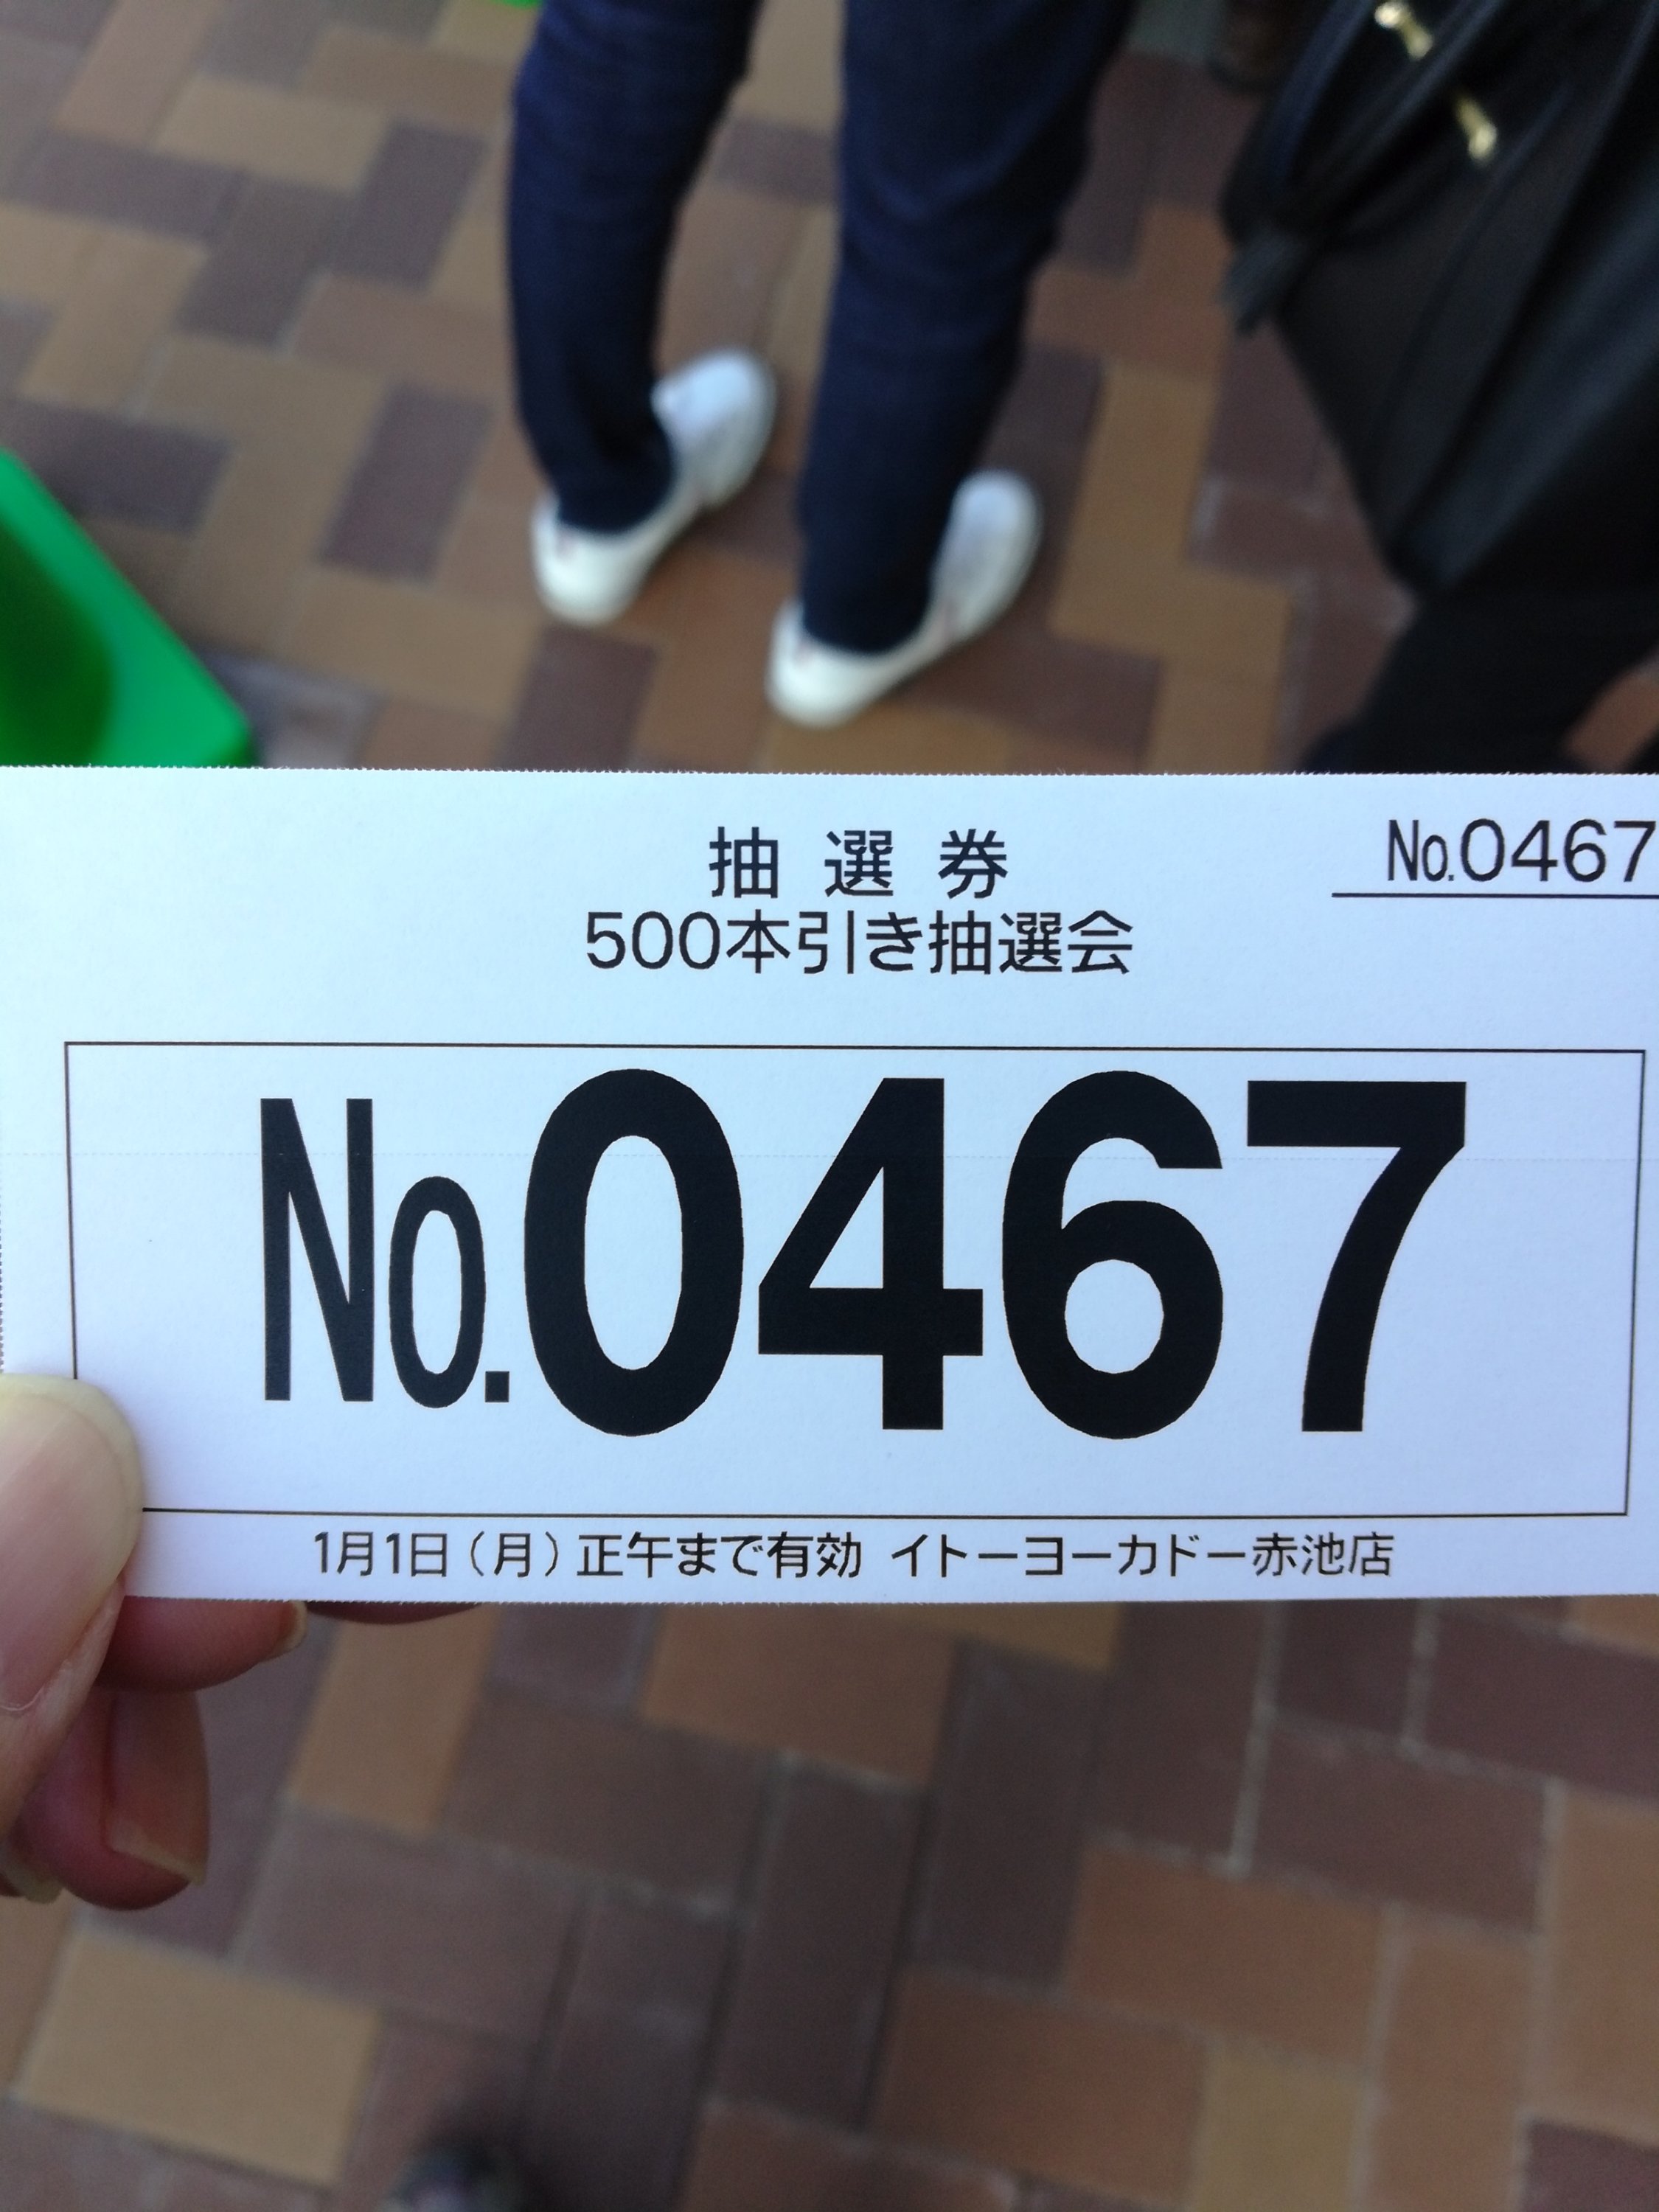 抽選券
No.0467
500本引き抽選会
No.0467
1月1日（月）正午まで有効 イトーヨーカドー赤池店